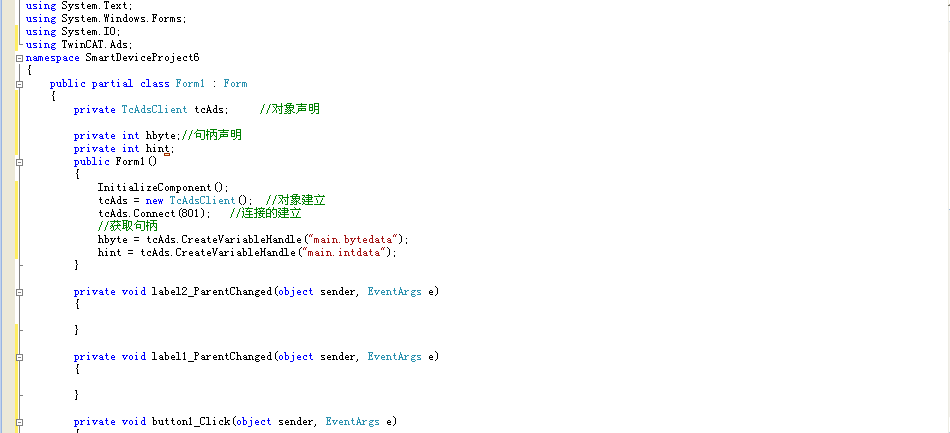 using System.Text;
using System.Windows.Forms;
using System.IO;
using TwinCAT.Ads;
namespace SmartDeviceProject6
{
    public partial class Form1 : Form
    {
        private TcAdsClient tcAds;     //对象声明
        private int hbyte;//句柄声明
        private int hint;
        public Form1()
        {
            InitializeComponent();
            tcAds = new TcAdsClient();  //对象建立
            tcAds.Connect(801);   //连接的建立
            //获取句柄
            hbyte = tcAds.CreateVariableHandle("main.bytedata");
            hint = tcAds.CreateVariableHandle("main.intdata");
        }
        private void label2_ParentChanged(object sender, EventArgs e)
        {
        }
        private void label1_ParentChanged(object sender, EventArgs e)
        {
        }
        private void button1_Click(object sender, EventArgs e)
        {